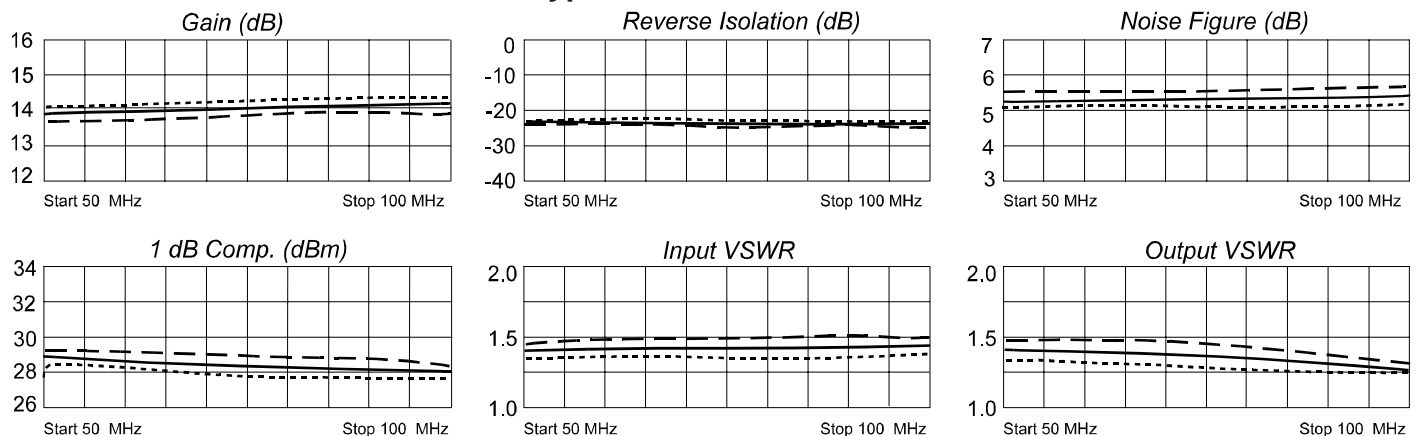 Gain (dB)
16
15
14
13
12
Start 50 MHz Stop 100 MHz
Reverse Isolation (dB)
0
-10
-20
-30
-40
Start 50 MHz Stop 100 MHz
Noise Figure (dB)
7
6
5
4
3
Start 50 MHz Stop 100 MHz
1 dB Comp. (dBm)
34
32
30
28
26
Start 50 MHz Stop 100 MHz
Input VSWR
2.0
1.5
1.0
Start 50 MHz Stop 100 MHz
Output VSWR
2.0
1.5
1.0
Start 50 MHz Stop 100 MHz